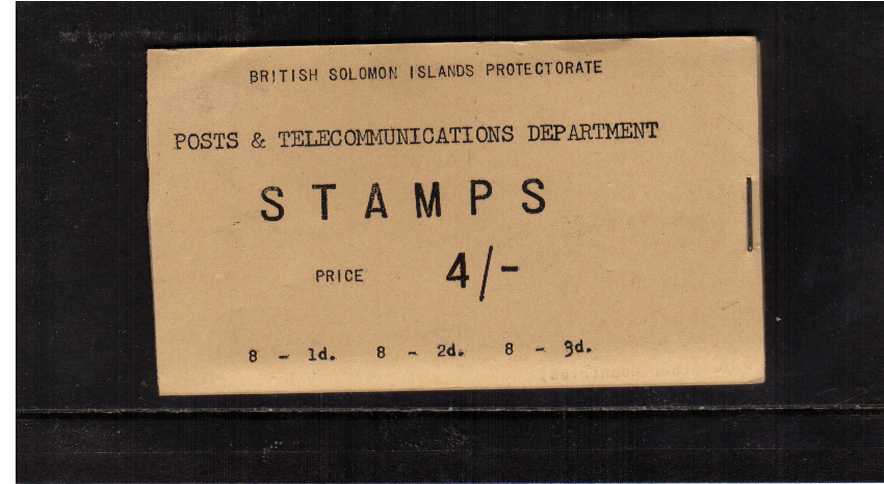 BRITISH SOLOMON ISLANDS PROTECTORATE
POSTS & TELECOMMUNICATIONS DEPARTMENT
STAMPS
PRICE 4/-
8 - 1d. 8 - 2d. 8 - 3d.